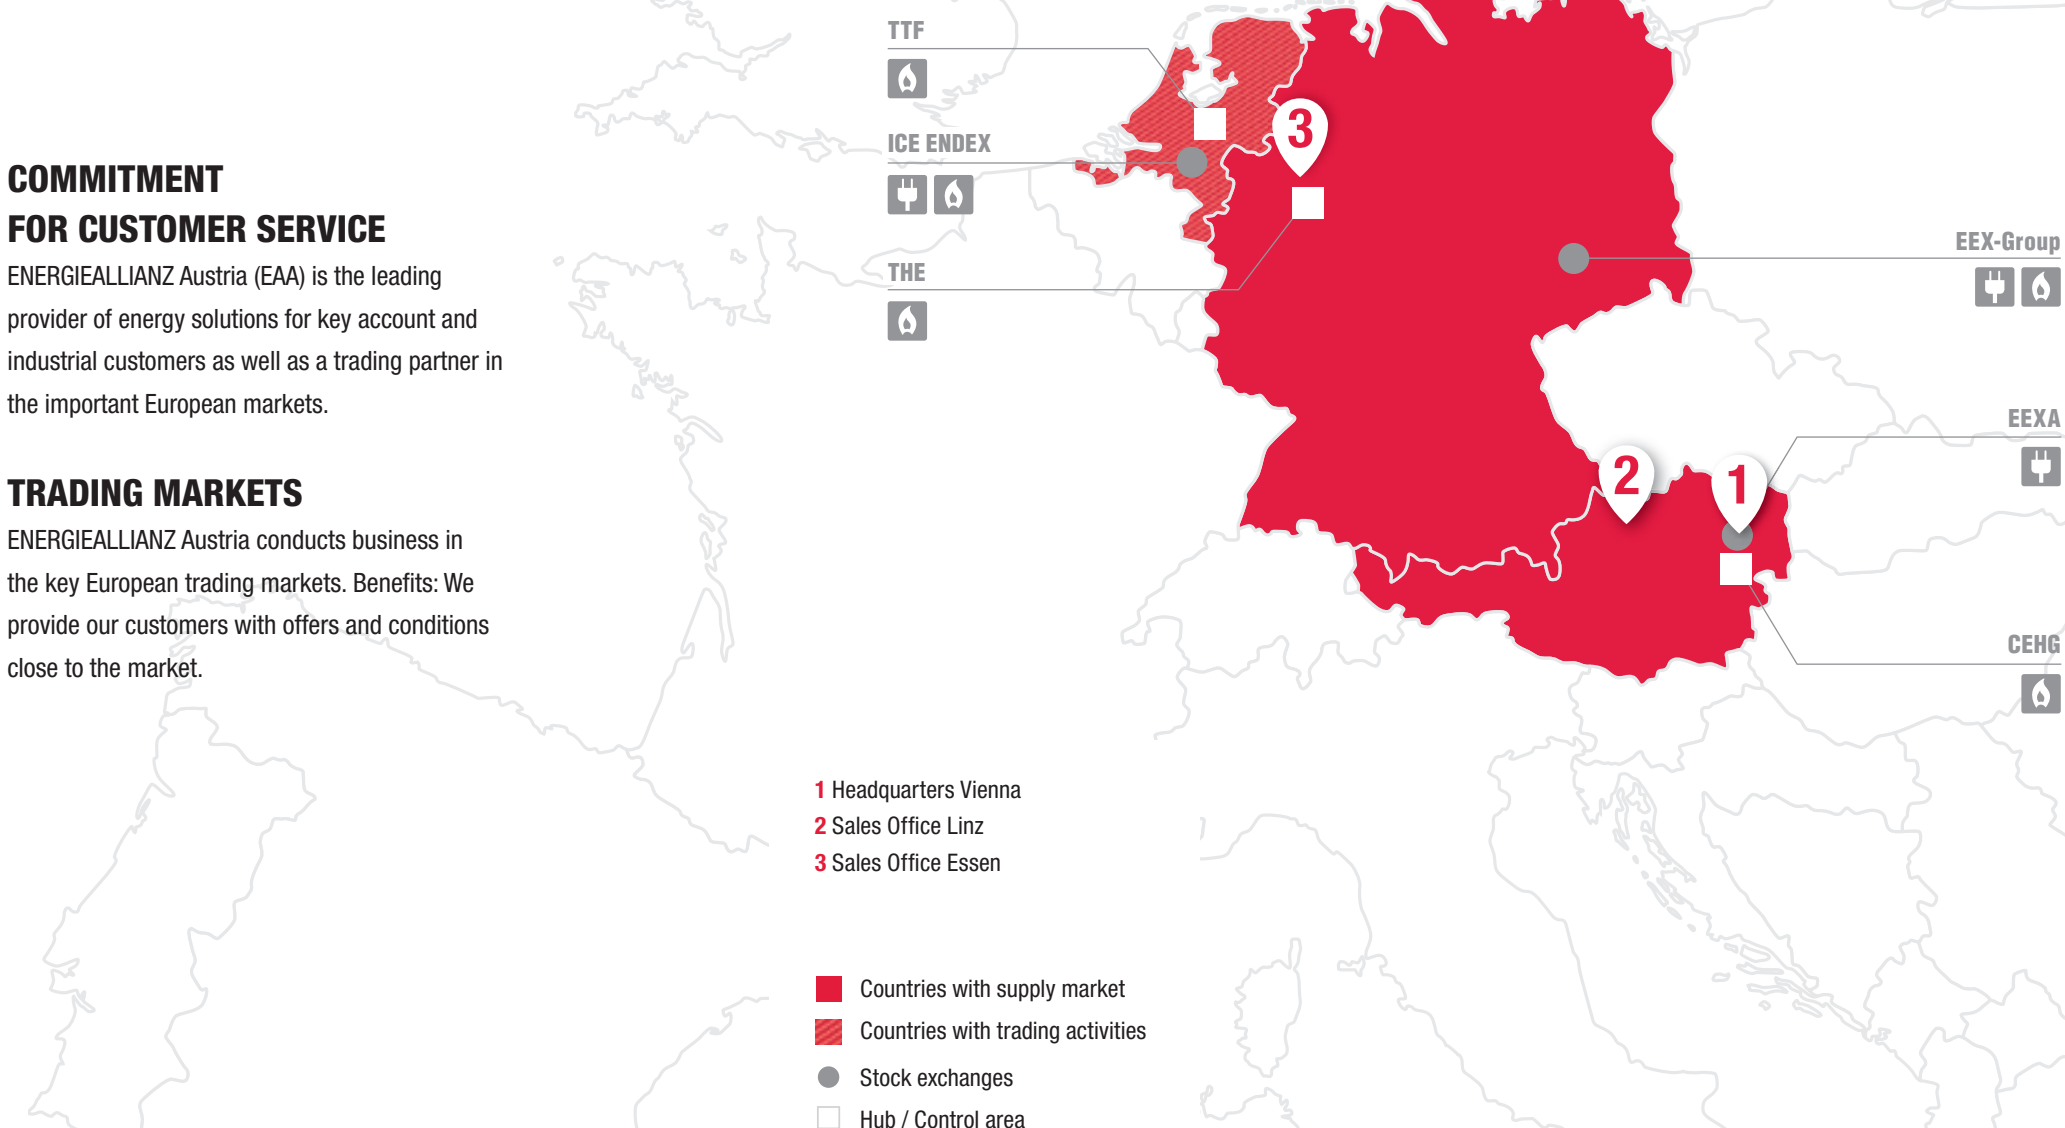 COMMITMENT
FOR CUSTOMER SERVICE
ENERGIEALLIANZ Austria (EAA) is the leading
provider of energy solutions for key account and
industrial customers as well as a trading partner in
the important European markets.
TRADING MARKETS
ENERGIEALLIANZ Austria conducts business in
the key European trading markets. Benefits: We
provide our customers with offers and conditions
close to the market.
TTF
ICE ENDEX
THE
3
EEX-Group
EEXA
2
1
CEHG
1 Headquarters Vienna
2 Sales Office Linz
3 Sales Office Essen
Countries with supply market
Countries with trading activities
Stock exchanges
Hub / Control area